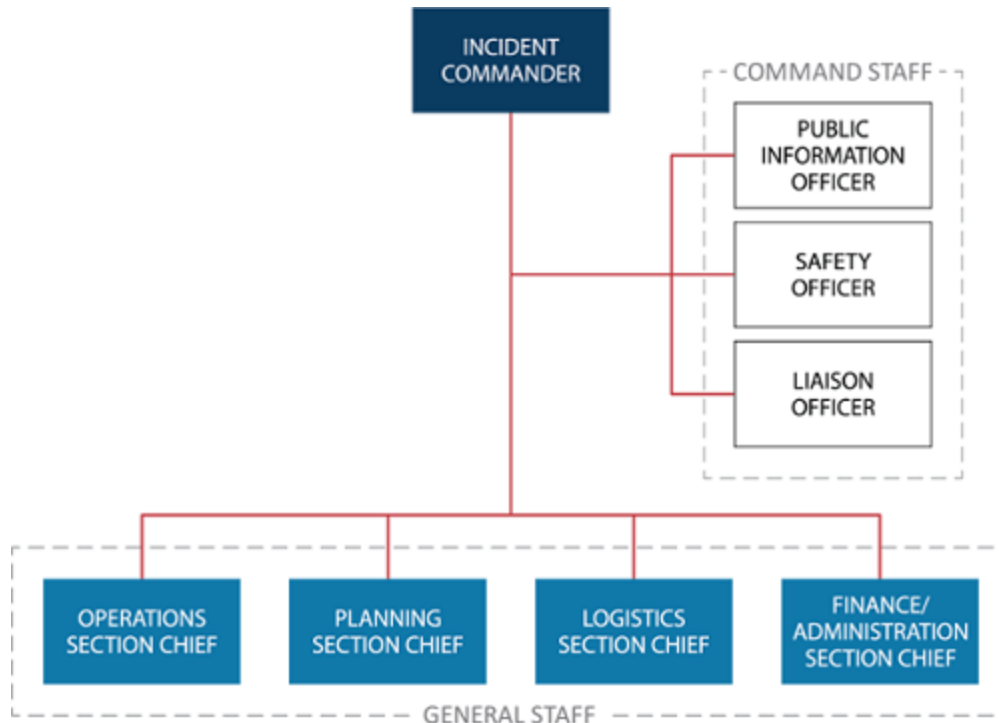 INCIDENT
COMMANDER
COMMAND STAFF
PUBLIC
INFORMATION
OFFICER
SAFETY
OFFICER
LIAISON
OFFICER
OPERATIONS
SECTION CHIEF
PLANNING
SECTION CHIEF
LOGISTICS
SECTION CHIEF
FINANCE/
ADMINISTRATION
SECTION CHIEF
GENERAL STAFF